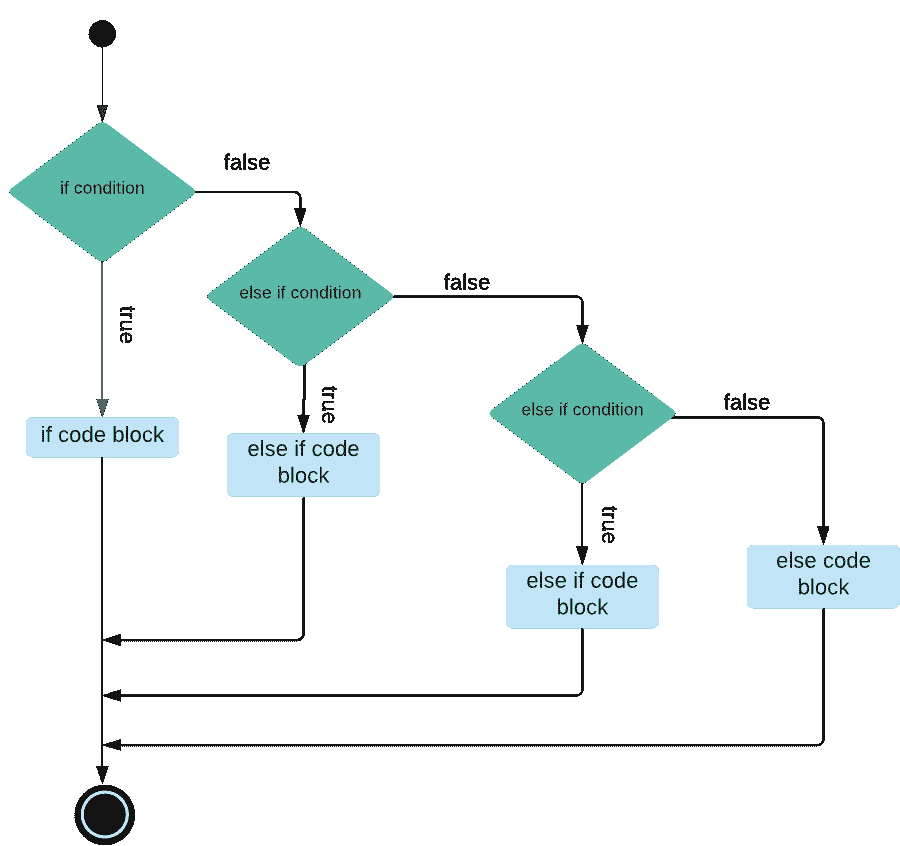 false
if condition
false
else if condition
true
true
false
else if condition
if code block
else if code
block
true
else code
block
else if code
block